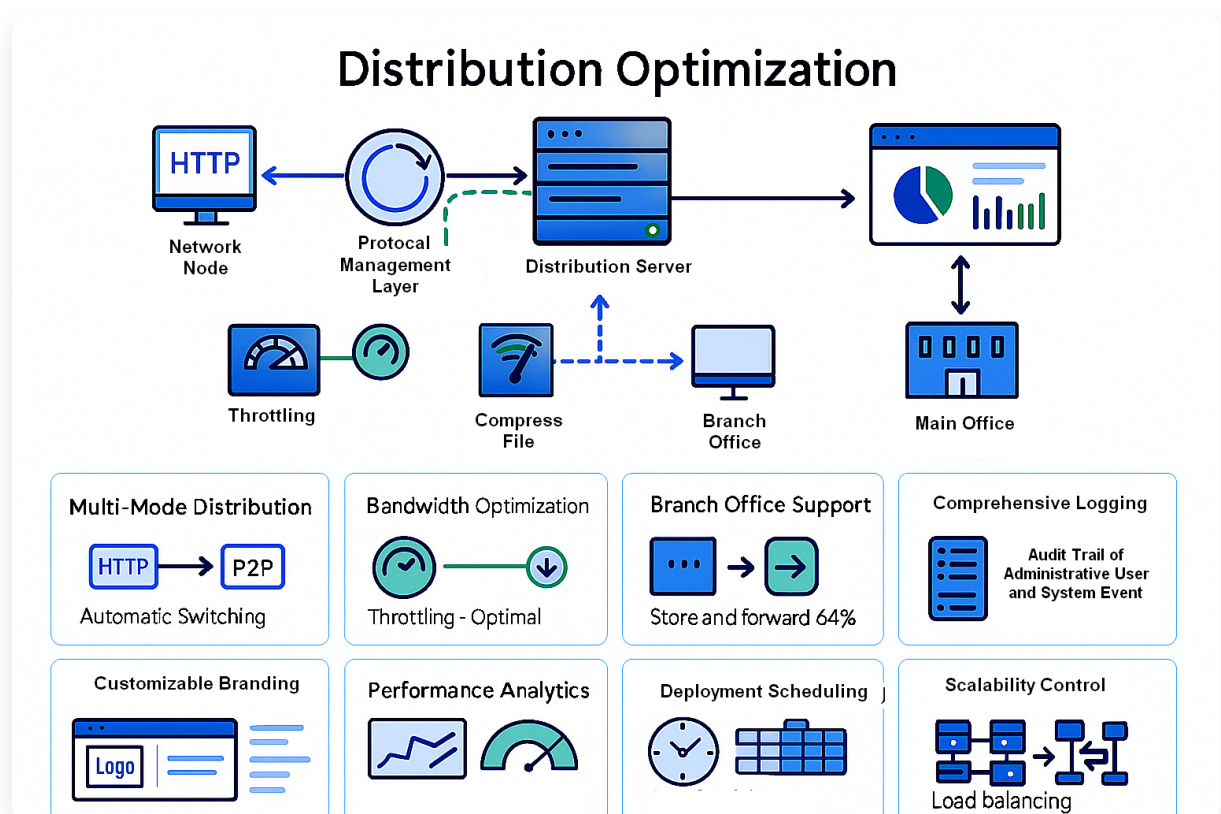 Distribution Optimization
HTTP
Network
Node
Protocal
Management
Layer
Distribution Server
Throttling
Compress
File
Branch
Office
Main Office
Multi-Mode Distribution
HTTP
P2P
Automatic Switching
Bandwidth Optimization
Throttling - Optimal
Branch Office Support
Store and forward 64%
Comprehensive Logging
Audit Trail of
Administrative User
and System Event
Customizable Branding
Logo
Performance Analytics
Deployment Scheduling
Scalability Control
Load balancing